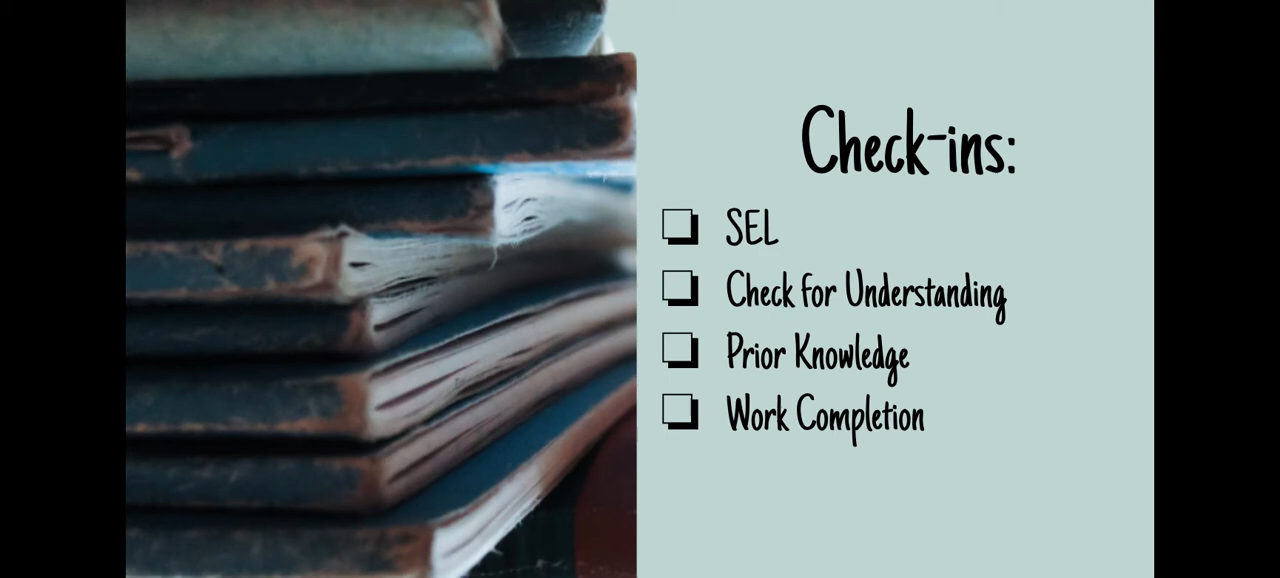 Check-ins:
SEL
Check for Understanding
Prior Knowledge
Work Completion